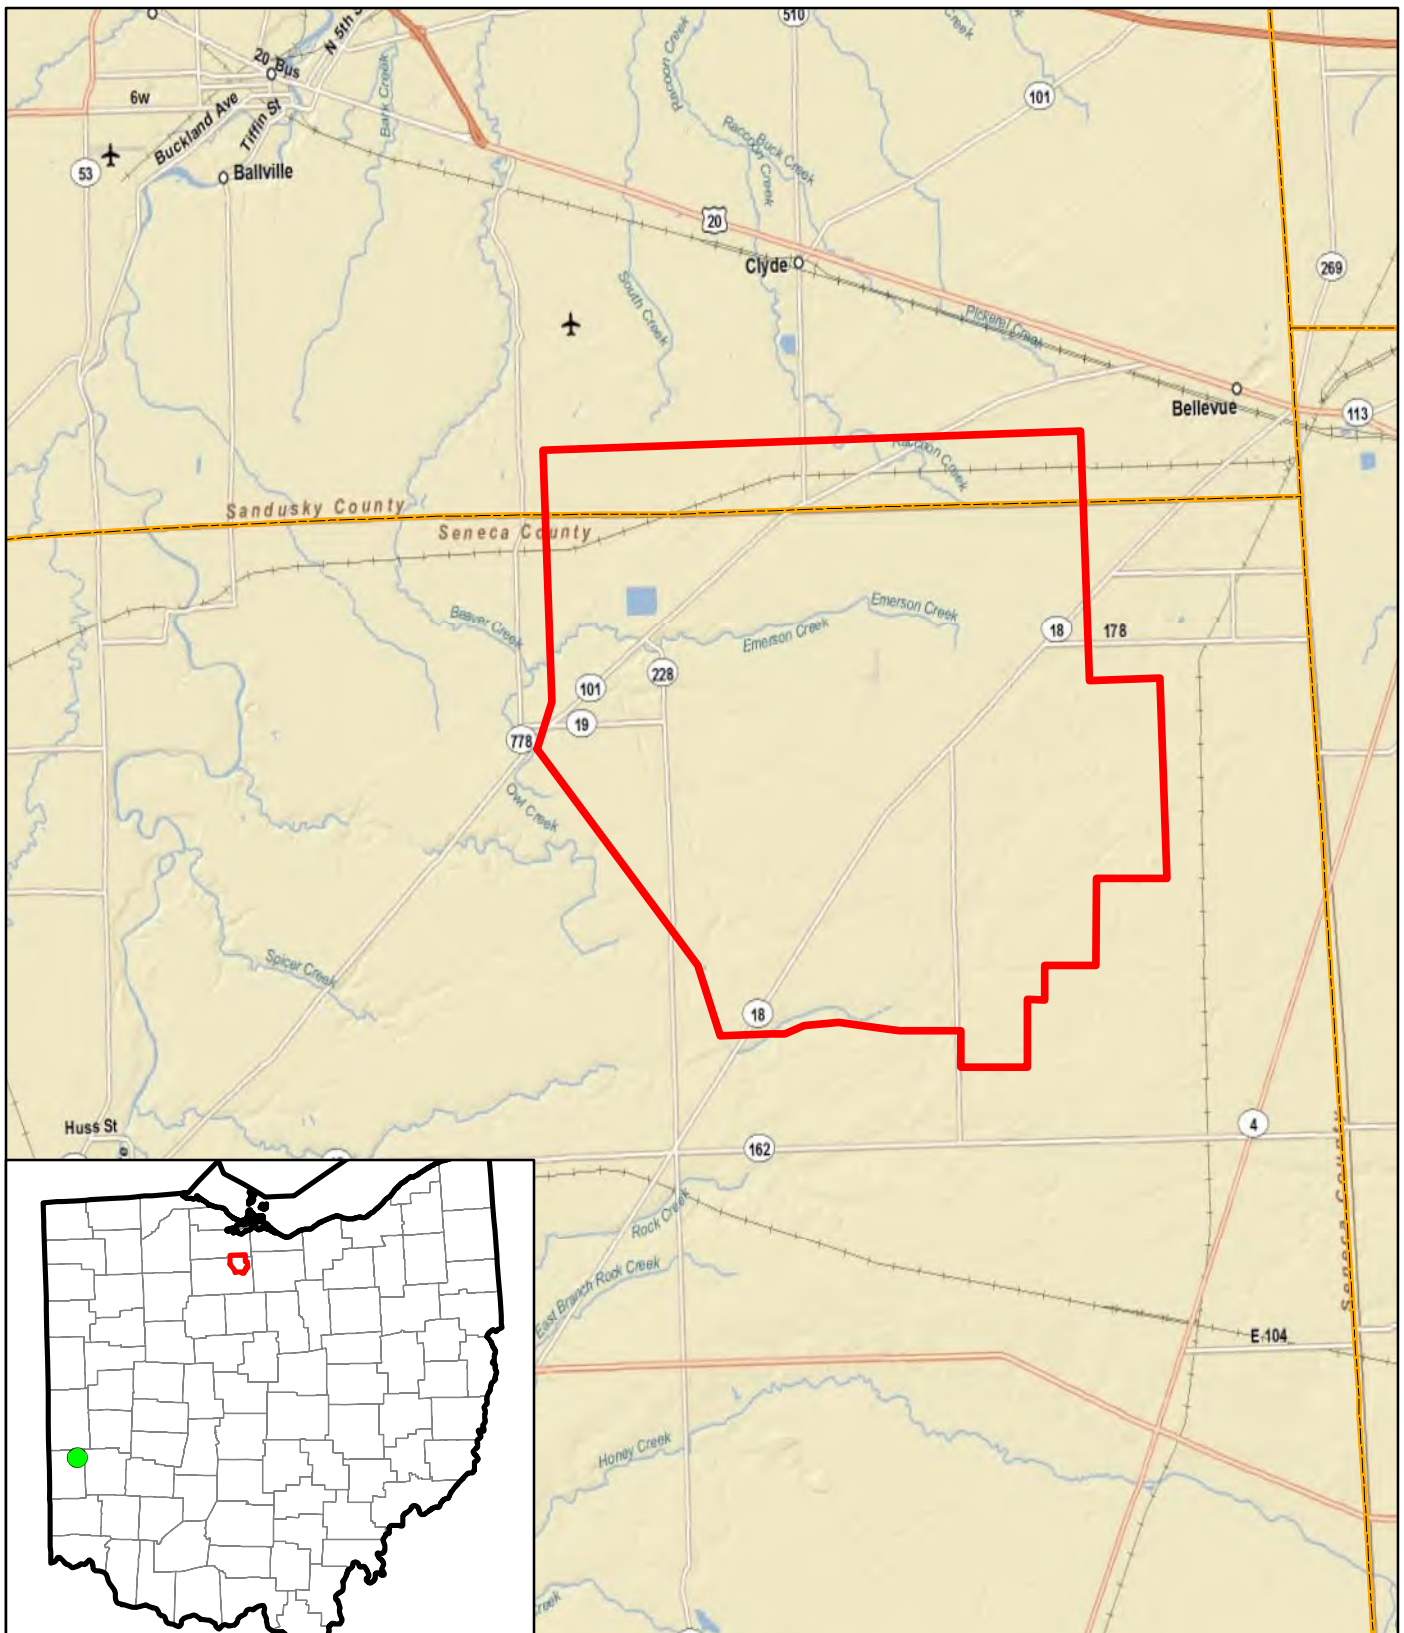 510
Creek
N 5th S
20 Bus
6w
Buckland Ave
Tiffin St
Bark Creek
Racoon Creek
101
Raccoon Creek
Buck Creek
53
Ballville
20
Clyde
269
South Creek
Pickerel Creek
Bellevue
113
Raccoon Creek
Sandusky County
Seneca County
Beaver Creek
Emerson Creek
Emerson Creek
18
178
228
101
19
778
Owl Creek
Spicer Creek
18
Huss St
162
4
Seneca County
Rock Creek
East Branch Rock Creek
E 104
Honey Creek
Creek